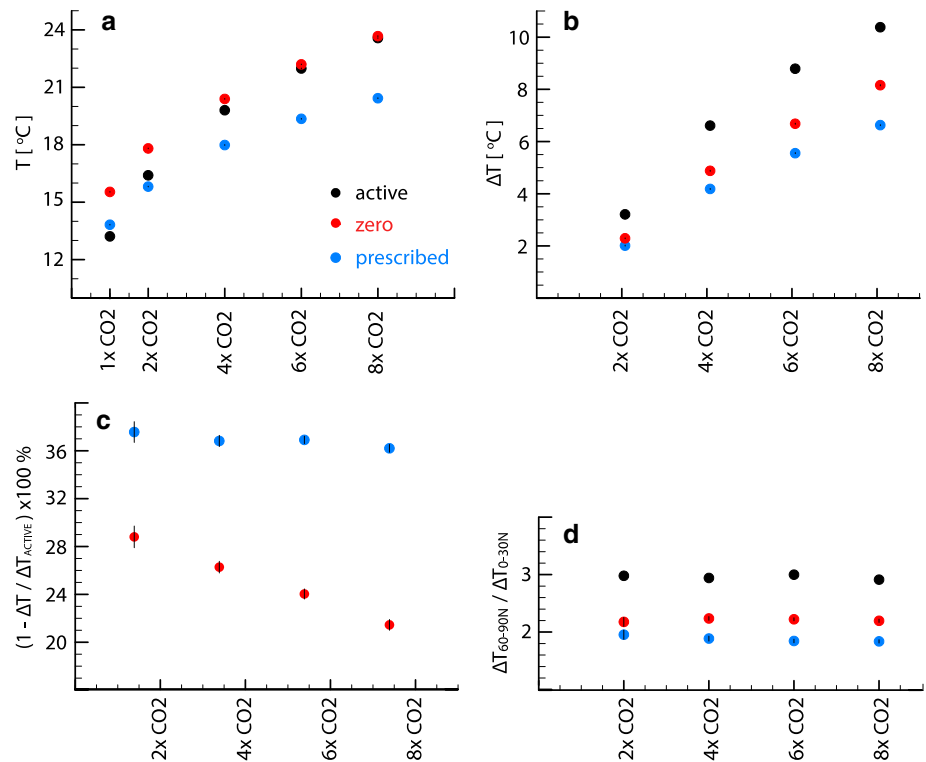 a
24
21
18
15
12
T [ °C ]
active
zero
prescribed
1x CO2
2x CO2
4x CO2
6x CO2
8x CO2
b
10
8
6
4
2
ΔT [ °C ]
2x CO2
4x CO2
6x CO2
8x CO2
c
36
32
28
24
20
(1 - ΔT / ΔT_ACTIVE ) x100 %
2x CO2
4x CO2
6x CO2
8x CO2
d
3
2
ΔT60-90N / ΔT0-30N
2x CO2
4x CO2
6x CO2
8x CO2